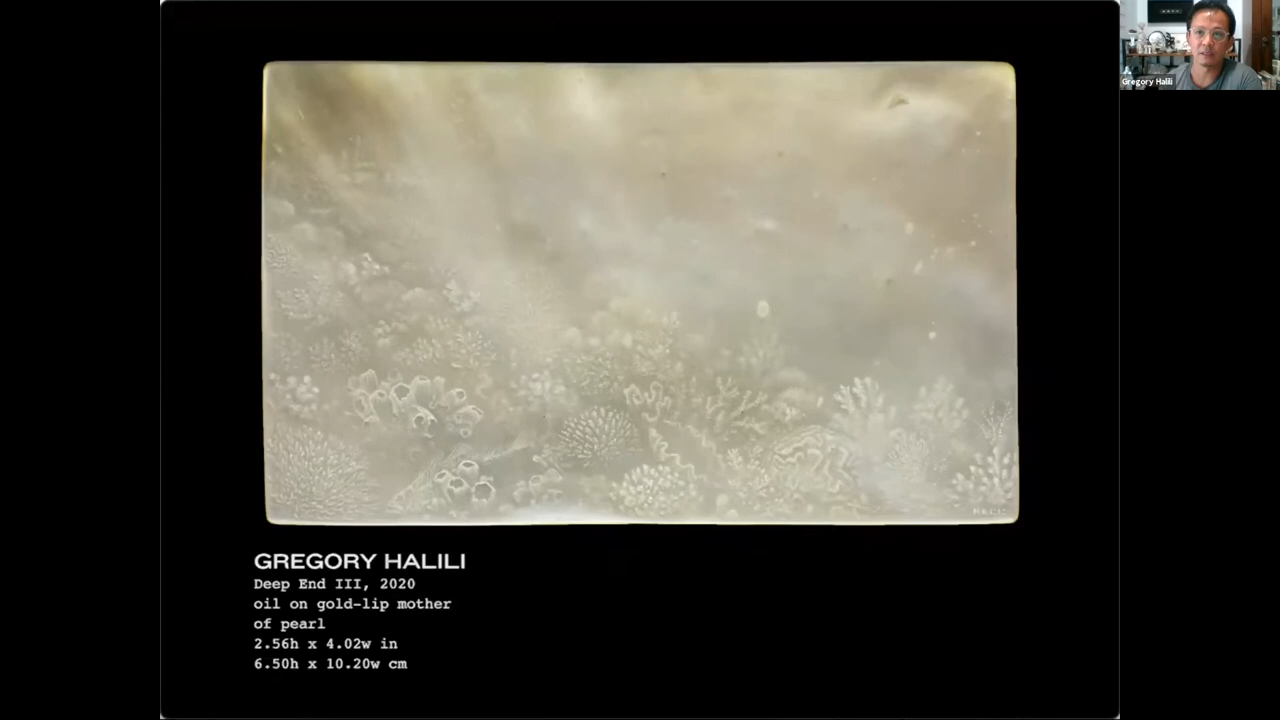 Gregory Halili
GREGORY HALILI
Deep End III, 2020
oil on gold-lip mother
of pearl
2.56h x 4.02w in
6.50h x 10.20w cm